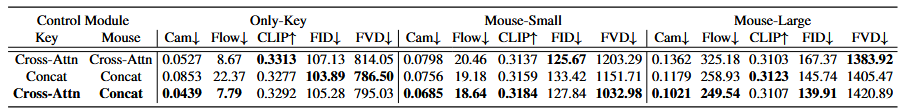 Control Module Only-Key Mouse-Small Mouse-Large
Key Mouse Cam↓ Flow↓ CLIP↑ FID↓ FVD↓ Cam↓ Flow↓ CLIP↑ FID↓ FVD↓ Cam↓ Flow↓ CLIP↑ FID↓ FVD↓
Cross-Attn Cross-Attn 0.0527 8.67 0.3313 107.13 814.05 0.0798 20.46 0.3137 125.67 1203.29 0.1362 325.18 0.3103 167.37 1383.92
Concat Concat 0.0853 22.37 0.3277 103.89 786.50 0.0756 19.18 0.3159 133.42 1151.71 0.1179 258.93 0.3123 145.74 1405.47
Cross-Attn Concat 0.0439 7.79 0.3292 105.28 795.03 0.0685 18.64 0.3184 127.84 1032.98 0.1021 249.54 0.3107 139.91 1420.89